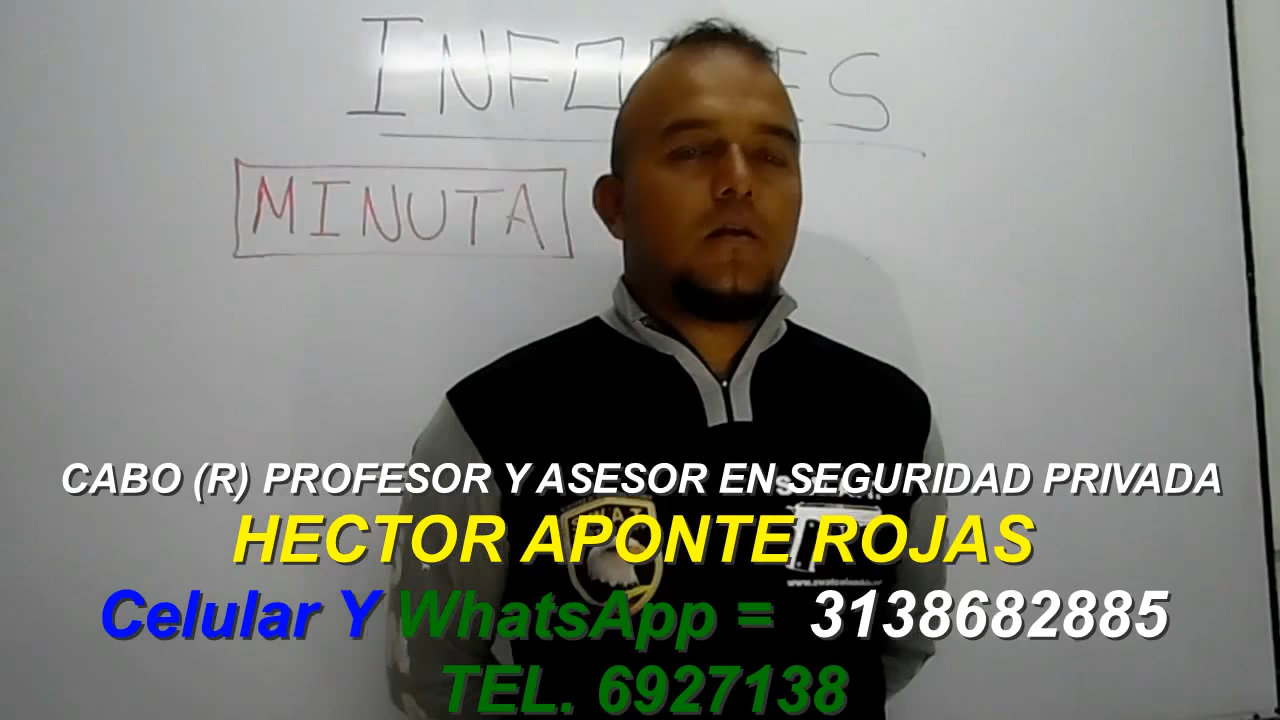 MINUTA
CABO (R) PROFESOR Y ASESOR EN SEGURIDAD PRIVADA
HECTOR APONTE ROJAS
Celular Y WhatsApp = 3138682885
TEL. 6927138